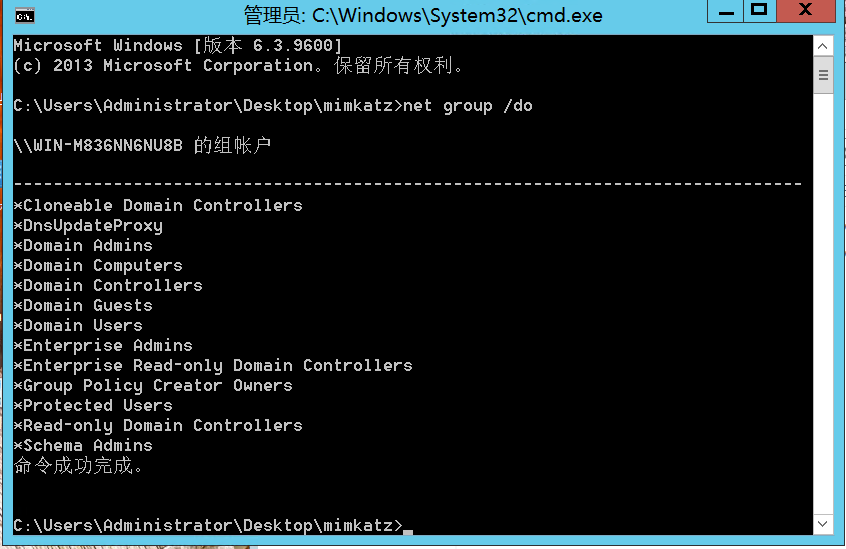 管理员: C:\Windows\System32\cmd.exe
Microsoft Windows [版本 6.3.9600]
(c) 2013 Microsoft Corporation。保留所有权利。
C:\Users\Administrator\Desktop\mimkatz>net group /do
\\WIN-M836NN6NU8B 的组帐户
-------------------------------------------------------------------------------
*Cloneable Domain Controllers
*DnsUpdateProxy
*Domain Admins
*Domain Computers
*Domain Controllers
*Domain Guests
*Domain Users
*Enterprise Admins
*Enterprise Read-only Domain Controllers
*Group Policy Creator Owners
*Protected Users
*Read-only Domain Controllers
*Schema Admins
命令成功完成。
C:\Users\Administrator\Desktop\mimkatz>